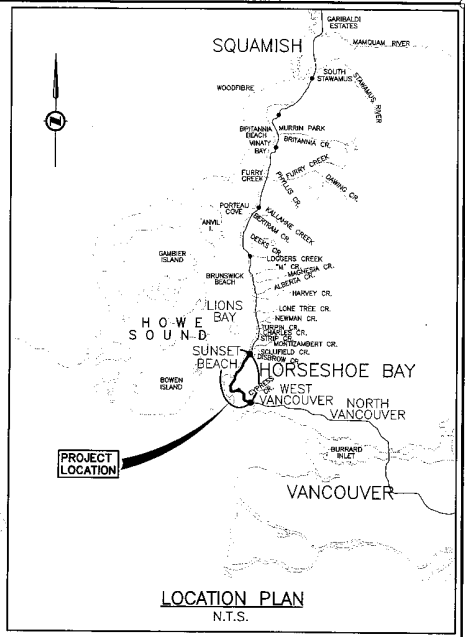 GARIBALDI
ESTATES
SQUAMISH
MAMQUAM RIVER
SOUTH
STAWAMUS
STAWAMUS
RIVER
WOODFIBRE
MURRIN PARK
BRITANNIA
BEACH
BRITANNIA CR.
MINATY
BAY
FURRY CREEK
FURRY
CREEK
PHYLLIS CR.
DAWING CR.
PORTEAU
COVE
KALLAHNE CREEK
ANVIL
I.
BERTRAM CR.
DEEKS CR.
GAMBIER
ISLAND
LOGGERS CREEK
"M" CR.
MAGNESIA CR.
BRUNSWICK
BEACH
ALBERTA CR.
HARVEY CR.
LIONS
BAY
LONE TREE CR.
NEWMAN CR.
HOWE
SOUND
TURPIN CR.
CHARLES CR.
STRIP CR.
MONTIZAMBERT CR.
SUNSET
BEACH
SCLUFIELD CR.
DISBROW CR.
HORSESHOE BAY
BOWEN
ISLAND
CYPRESS
CR.
WEST
VANCOUVER
NORTH
VANCOUVER
PROJECT
LOCATION
BURRARD
INLET
VANCOUVER
LOCATION PLAN
N.T.S.